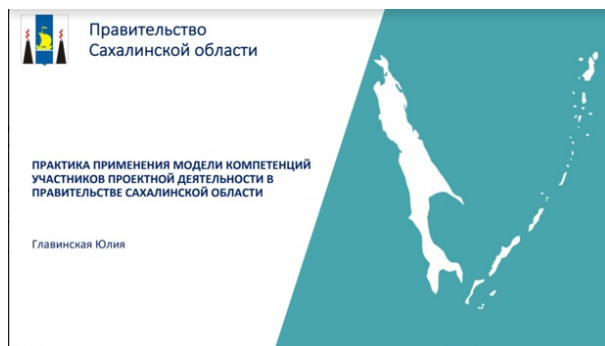 Правительство
Сахалинской области
ПРАКТИКА ПРИМЕНЕНИЯ МОДЕЛИ КОМПЕТЕНЦИЙ
УЧАСТНИКОВ ПРОЕКТНОЙ ДЕЯТЕЛЬНОСТИ В
ПРАВИТЕЛЬСТВЕ САХАЛИНСКОЙ ОБЛАСТИ
Главинская Юлия